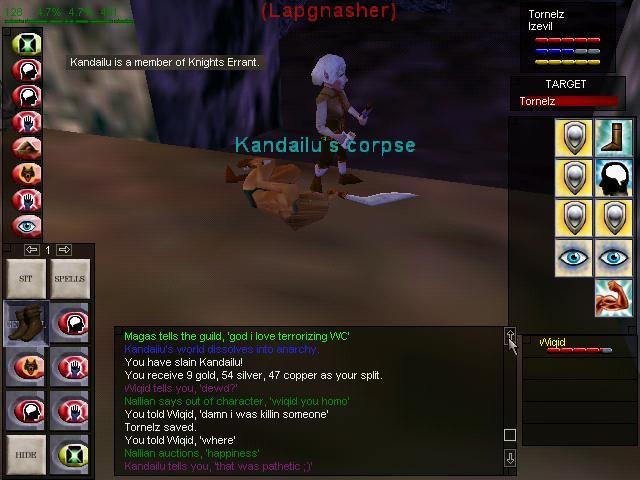 (Lapgnasher)
Kandailu is a member of Knights Errant.
Tornelz
Izevil
TARGET
Tornelz
Kandailu's corpse
1
SIT
SPELLS
HIDE
Wiqid
Magas tells the guild, 'god i love terrorizing WC'
Kandailu's world dissolves into anarchy.
You have slain Kandailu!
You receive 9 gold, 54 silver, 47 copper as your split.
Wiqid tells you, 'dewd?'
Nallian says out of character, 'wiqid you homo'
You told Wiqid, 'damn i was killin someone'
Tornelz saved.
You told Wiqid, 'where'
Nallian auctions, 'happiness'
Kandailu tells you, 'that was pathetic ;)'